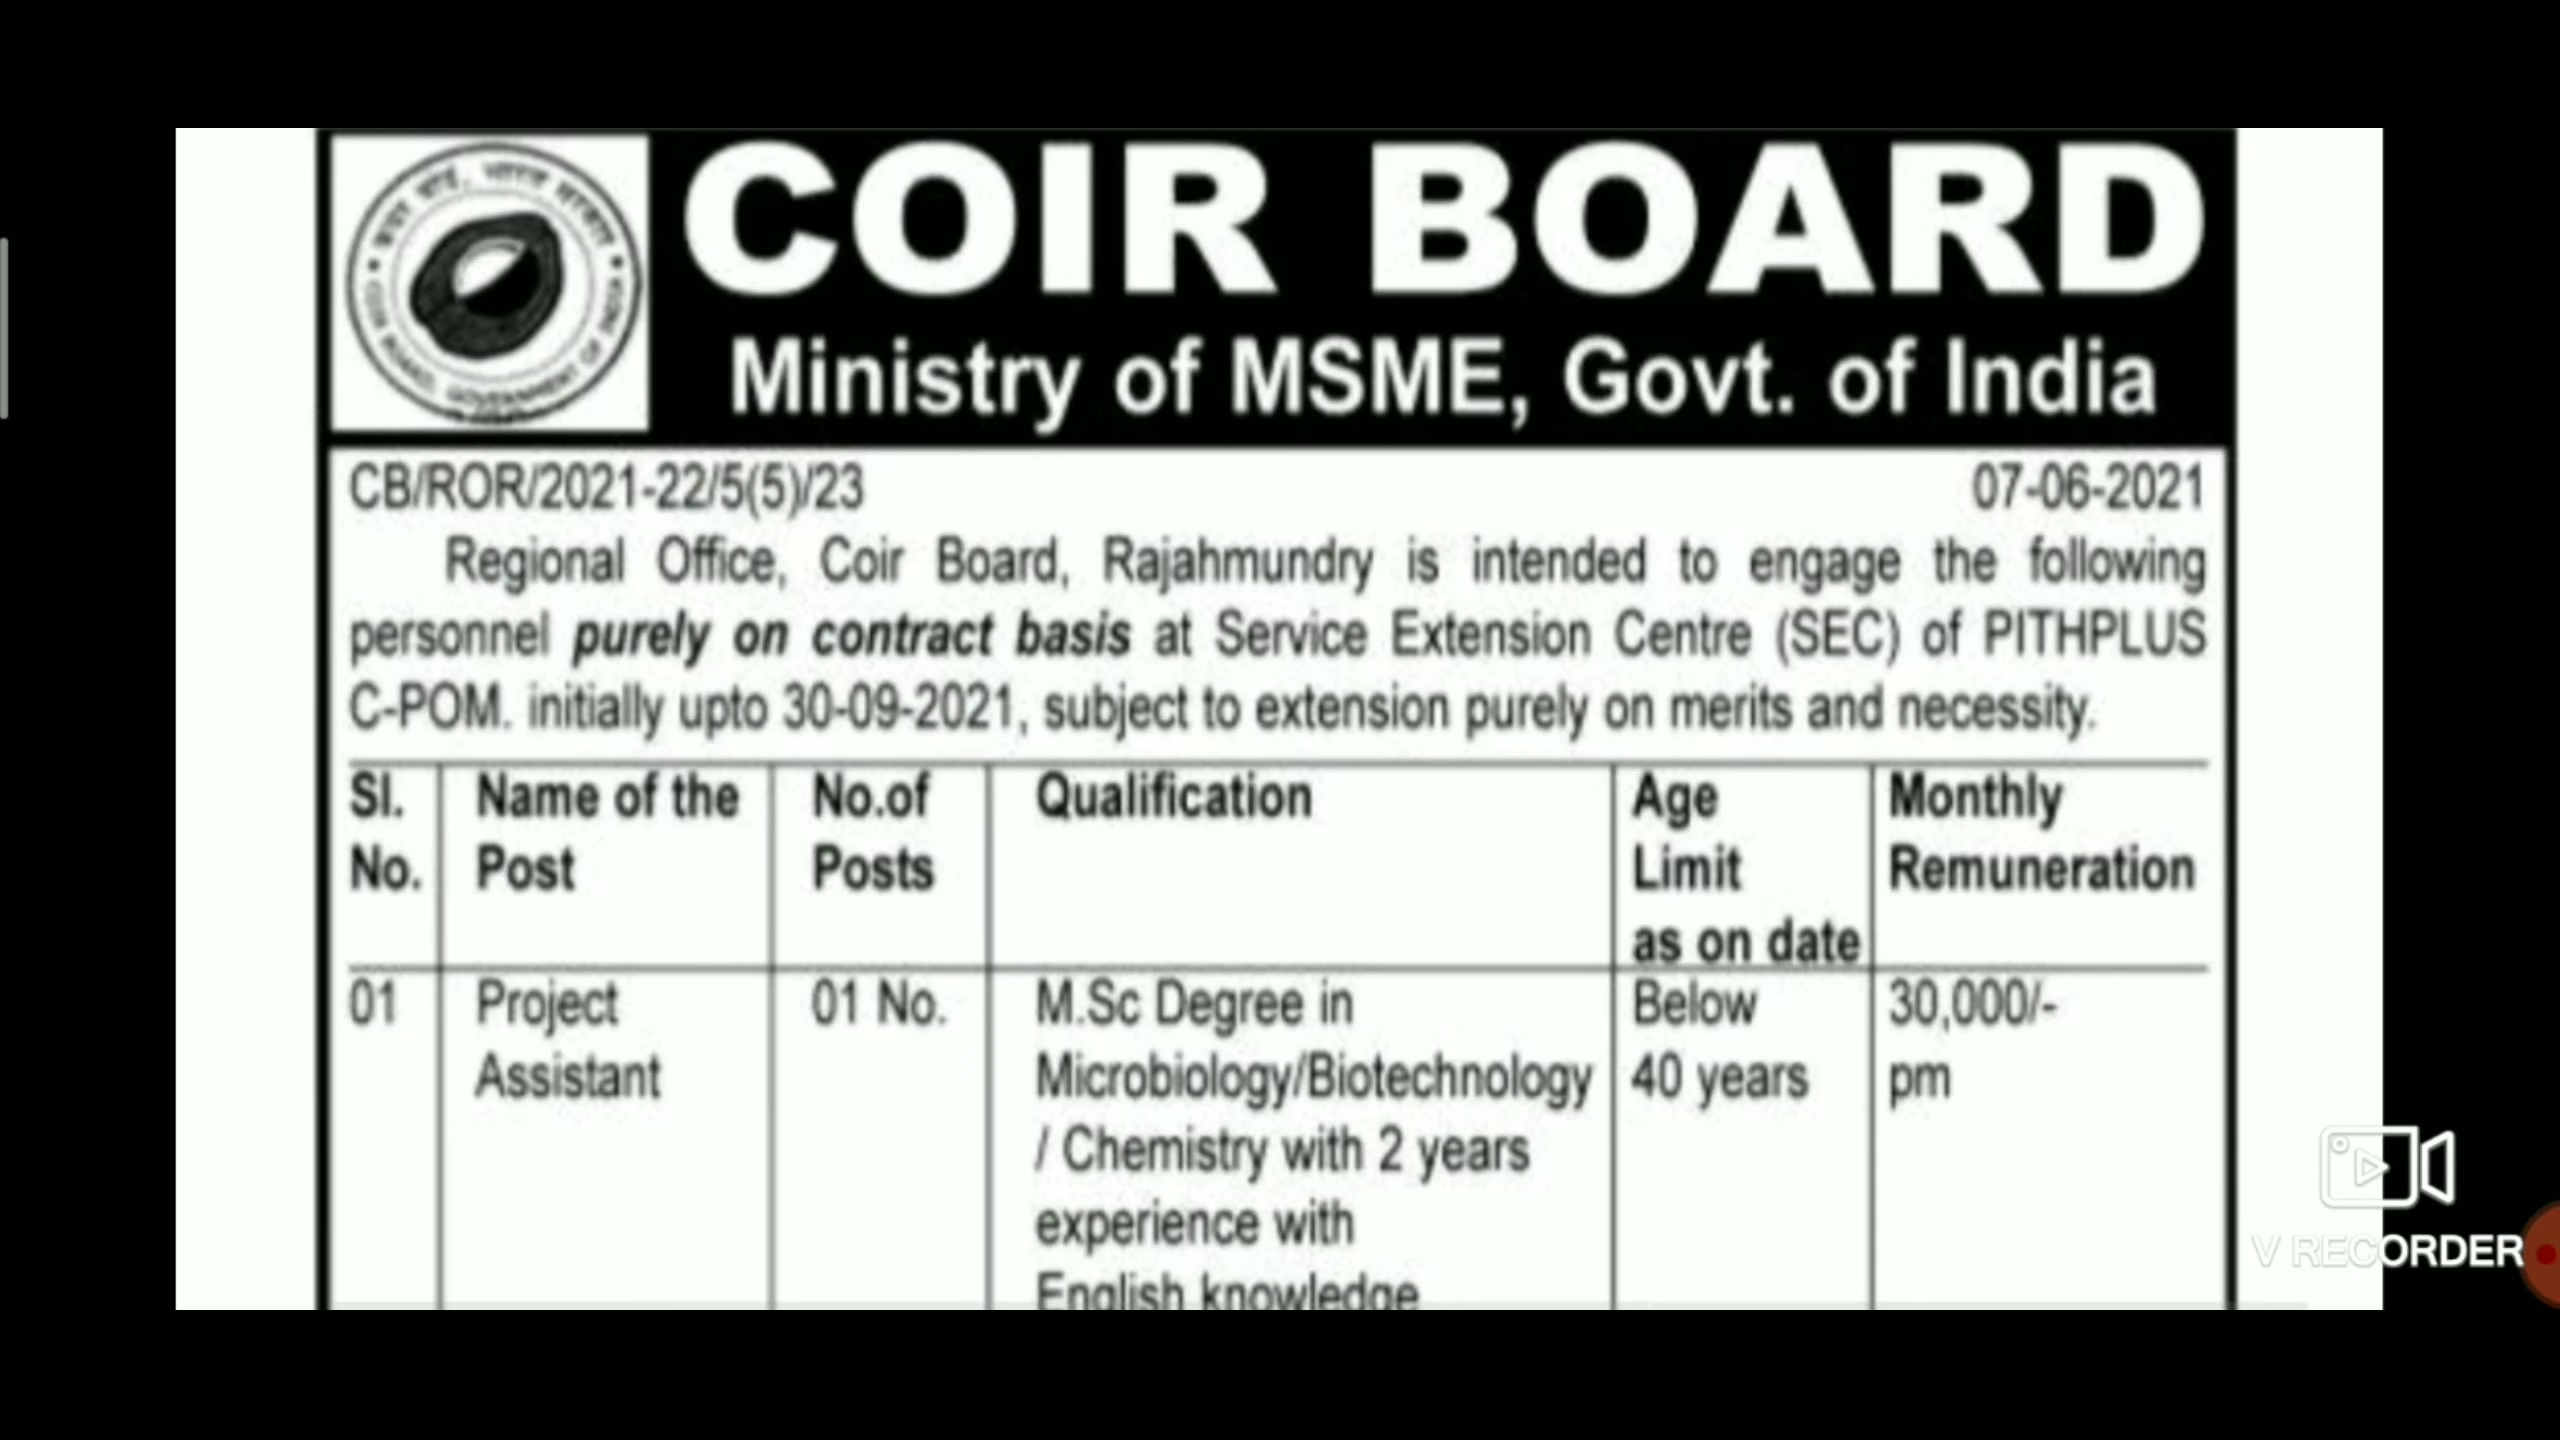 COIR BOARD
Ministry of MSME, Govt. of India
COIR BOARD, GOVERNMENT OF INDIA
CB/ROR/2021-22/5(5)/23 07-06-2021
Regional Office, Coir Board, Rajahmundry is intended to engage the following
personnel purely on contract basis at Service Extension Centre (SEC) of PITHPLUS
C-POM. initially upto 30-09-2021, subject to extension purely on merits and necessity.
Sl. Name of the No.of Qualification Age Monthly
No. Post Posts Limit Remuneration
as on date
01 Project 01 No. M.Sc Degree in Below 30,000/-
Assistant Microbiology/Biotechnology 40 years pm
/ Chemistry with 2 years
experience with
English knowledge
V RECORDER